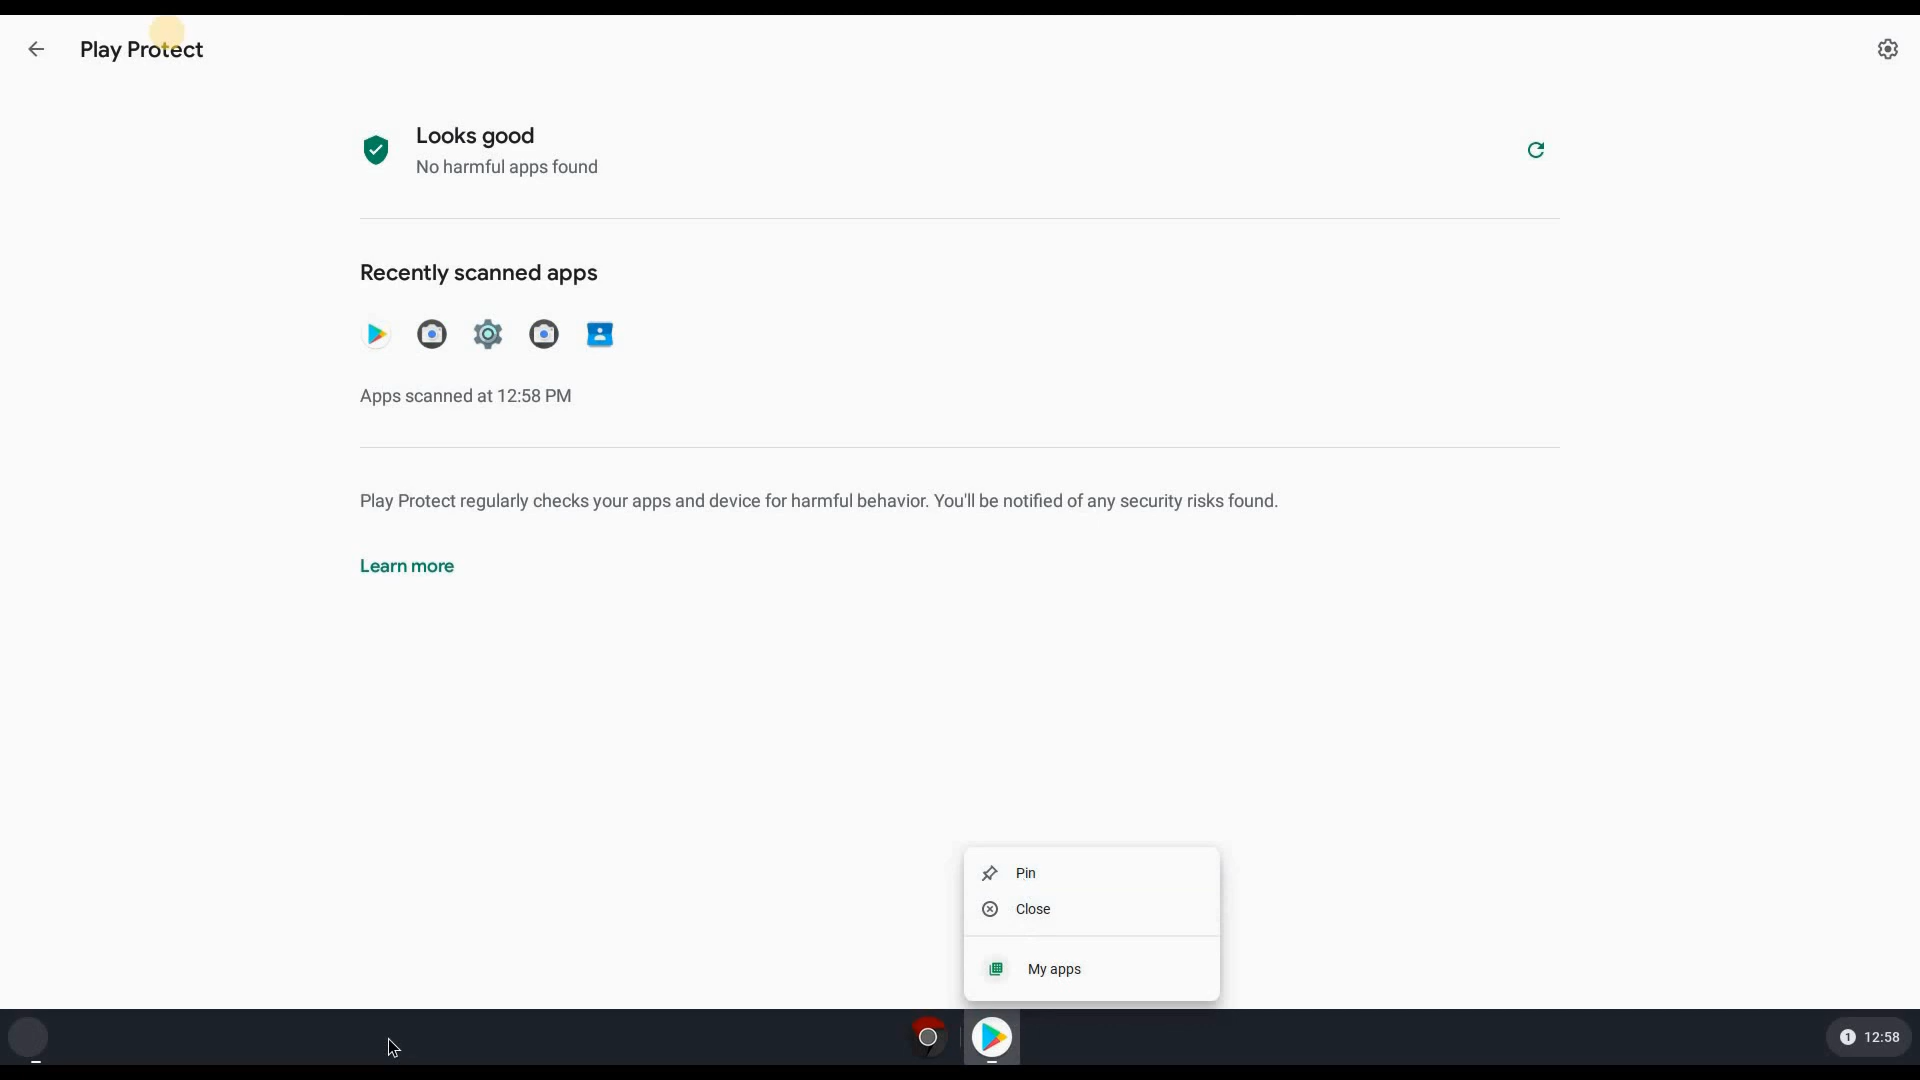 Play Protect
Looks good
No harmful apps found
Recently scanned apps
Apps scanned at 12:58 PM
Play Protect regularly checks your apps and device for harmful behavior. You'll be notified of any security risks found.
Learn more
Pin
Close
My apps
1 12:58